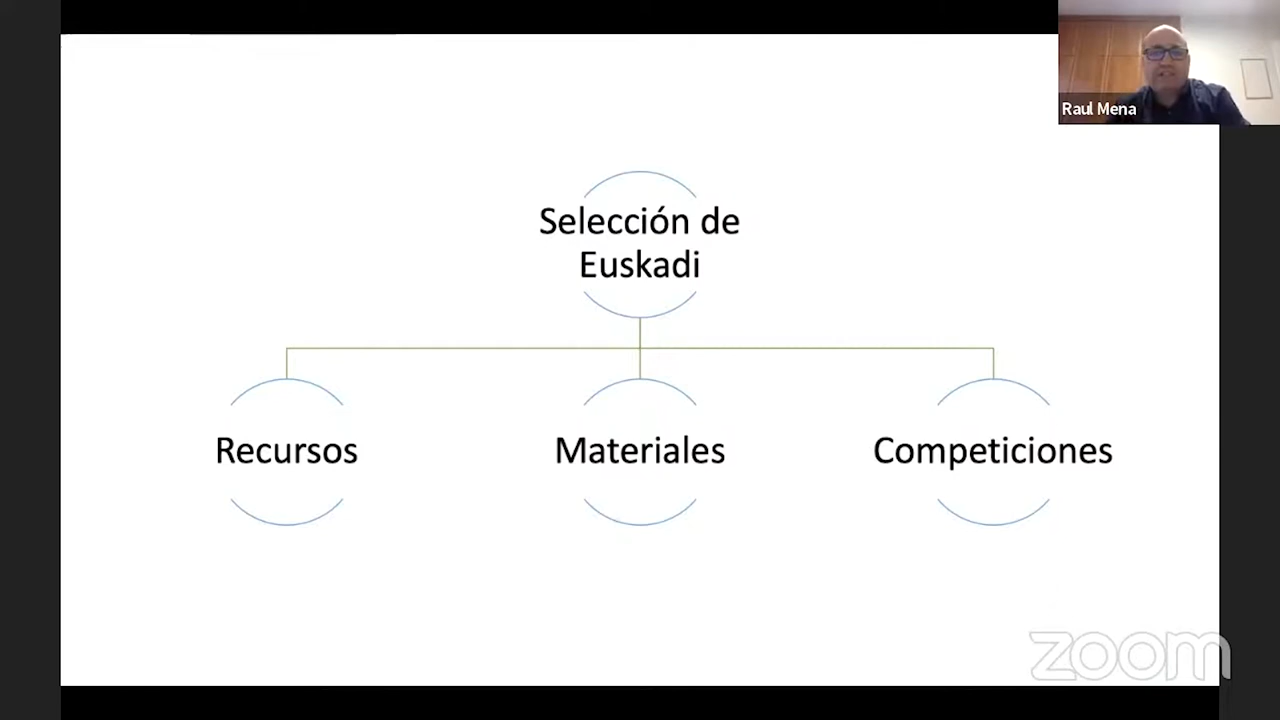 Raul Mena
Selección de
Euskadi
Recursos
Materiales
Competiciones
zoom